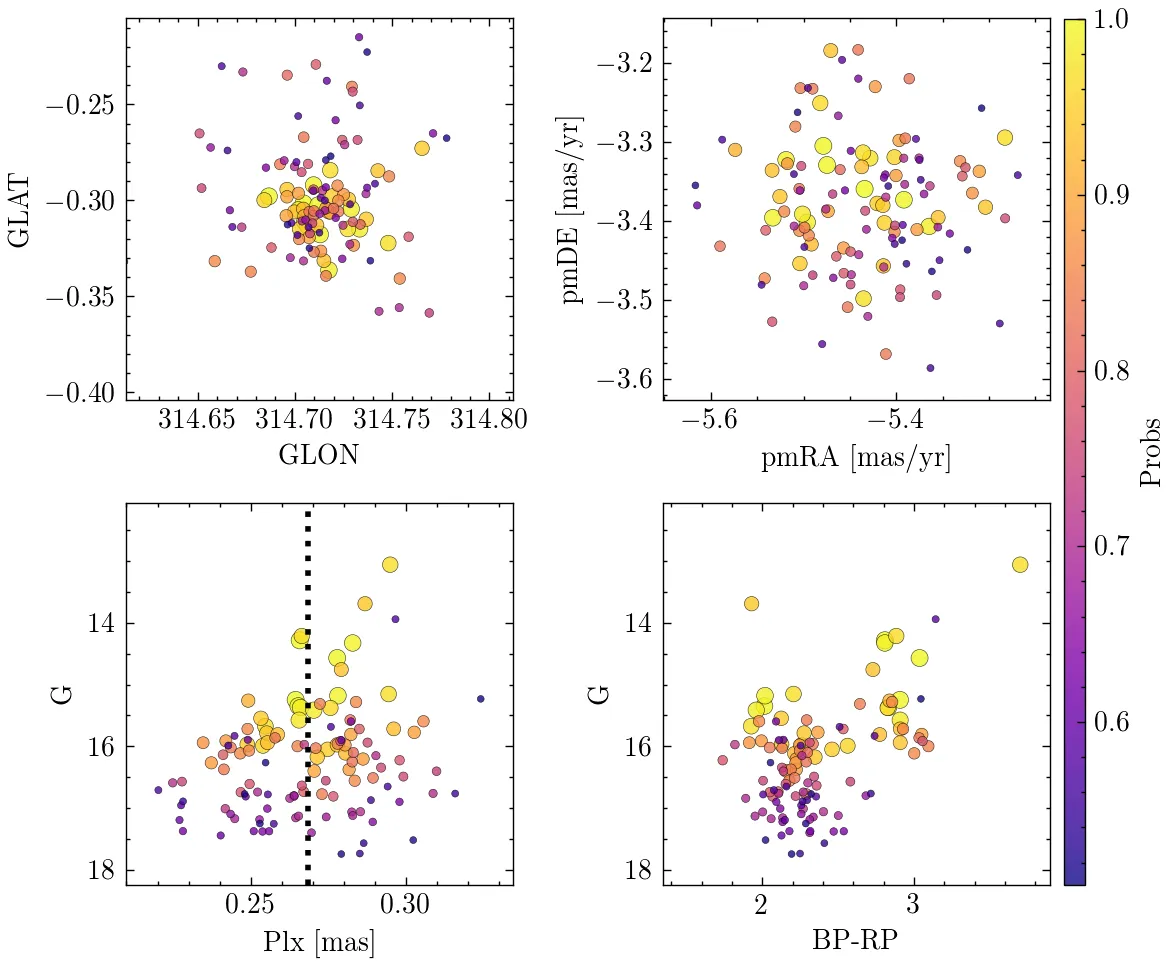 −0.25
−0.30
−0.35
−0.40
GLAT
314.65 314.70 314.75 314.80
GLON
−3.2
−3.3
−3.4
−3.5
−3.6
pmDE [mas/yr]
−5.6 −5.4
pmRA [mas/yr]
14
16
18
G
0.25 0.30
Plx [mas]
14
16
18
G
2 3
BP-RP
1.0
0.9
0.8
0.7
0.6
Probs